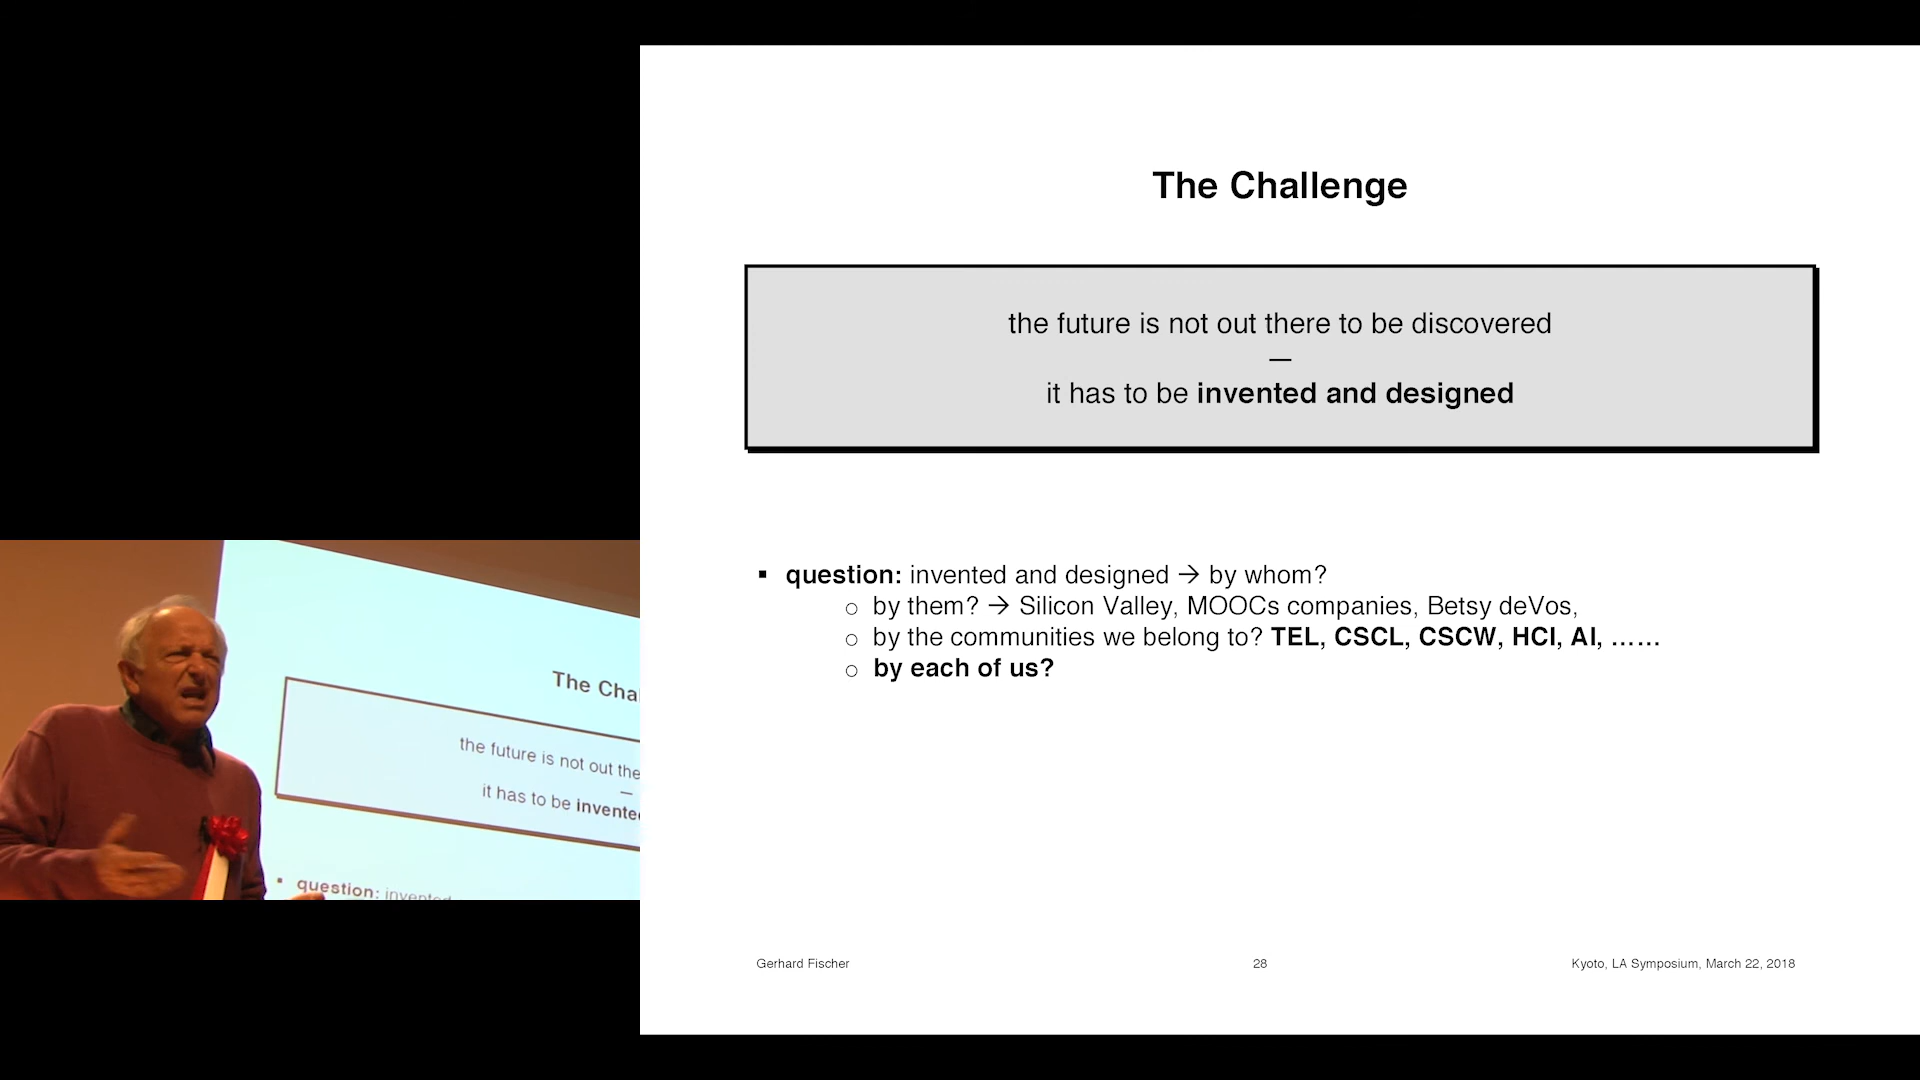 The Challenge
the future is not out there to be discovered
—
it has to be invented and designed
▪ question: invented and designed → by whom?
○ by them? → Silicon Valley, MOOCs companies, Betsy deVos,
○ by the communities we belong to? TEL, CSCL, CSCW, HCI, AI, ……
○ by each of us?
Gerhard Fischer
28
Kyoto, LA Symposium, March 22, 2018
The Cha
the future is not out the
—
it has to be invente
▪ question: invented